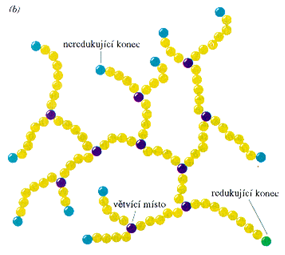 (b)
neredukující konec
redukující konec
větvící místo